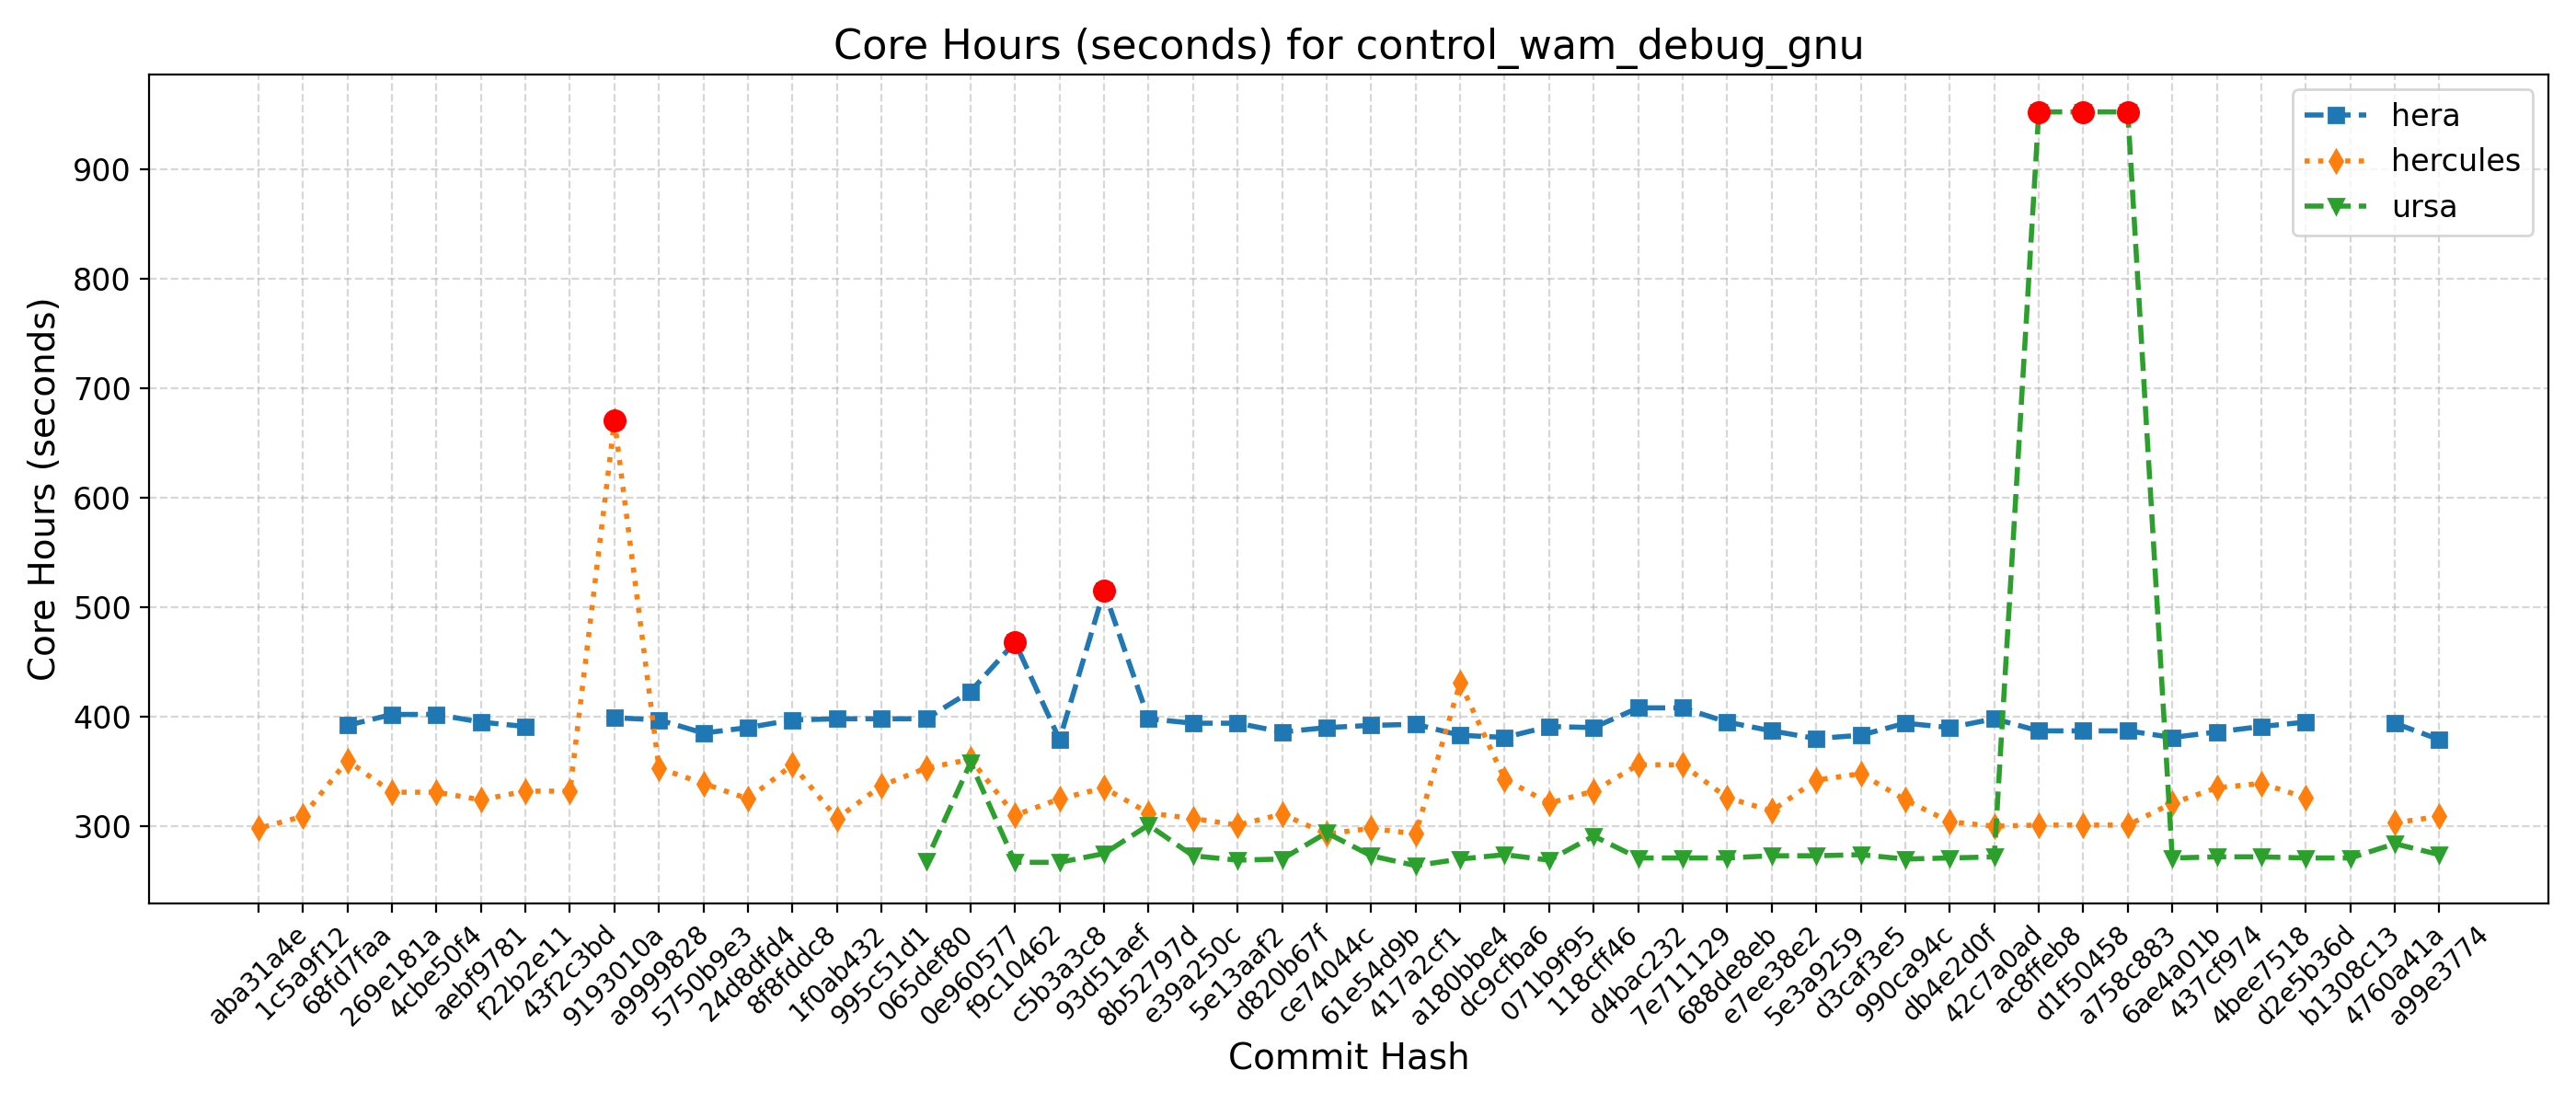 Core Hours (seconds) for control_wam_debug_gnu
hera
hercules
ursa
Core Hours (seconds)
900
800
700
600
500
400
300
aba31a4e
1c5a9f12
68fd7faa
269e181a
4cbe50f4
aebf9781
f22b2e11
43f2c3bd
9193010a
a9999828
5750b9e3
24d8dfd4
8f8fddc8
1f0ab432
995c51d1
065def80
0e960577
f9c10462
c5b3a3c8
93d51aef
8b52797d
e39a250c
5e13aaf2
d820b67f
ce74044c
61e54d9b
417a2cf1
a180bbe4
dc9cfba6
071b9f95
118cff46
d4bac232
7e711129
688de8eb
e7ee38e2
5e3a9259
d3caf3e5
990ca94c
db4e2d0f
42c7a0ad
ac8ffeb8
d1f50458
a758c883
6ae4a01b
437cf974
4bee7518
d2e5b36d
b1308c13
4760a41a
a99e3774
Commit Hash